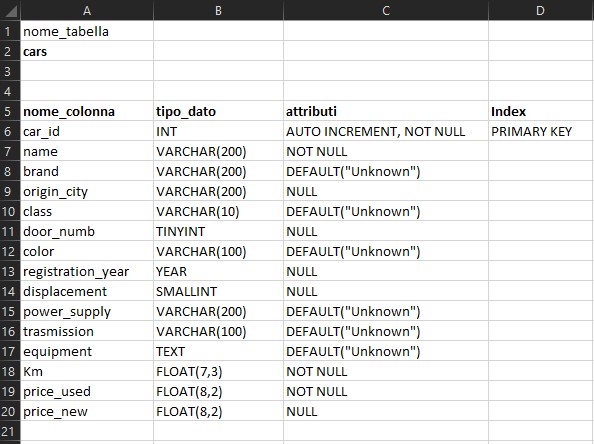 A B C D
1 nome_tabella
2 cars
3
4
5 nome_colonna tipo_dato attributi Index
6 car_id INT AUTO INCREMENT, NOT NULL PRIMARY KEY
7 name VARCHAR(200) NOT NULL
8 brand VARCHAR(200) DEFAULT("Unknown")
9 origin_city VARCHAR(200) NULL
10 class VARCHAR(10) DEFAULT("Unknown")
11 door_numb TINYINT NULL
12 color VARCHAR(100) DEFAULT("Unknown")
13 registration_year YEAR NULL
14 displacement SMALLINT NULL
15 power_supply VARCHAR(200) DEFAULT("Unknown")
16 trasmission VARCHAR(100) DEFAULT("Unknown")
17 equipment TEXT DEFAULT("Unknown")
18 Km FLOAT(7,3) NOT NULL
19 price_used FLOAT(8,2) NOT NULL
20 price_new FLOAT(8,2) NULL
21